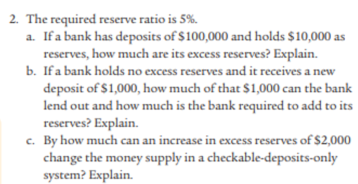 2. The required reserve ratio is 5%.
a. If a bank has deposits of $100,000 and holds $10,000 as
reserves, how much are its excess reserves? Explain.
b. If a bank holds no excess reserves and it receives a new
deposit of $1,000, how much of that $1,000 can the bank
lend out and how much is the bank required to add to its
reserves? Explain.
c. By how much can an increase in excess reserves of $2,000
change the money supply in a checkable-deposits-only
system? Explain.